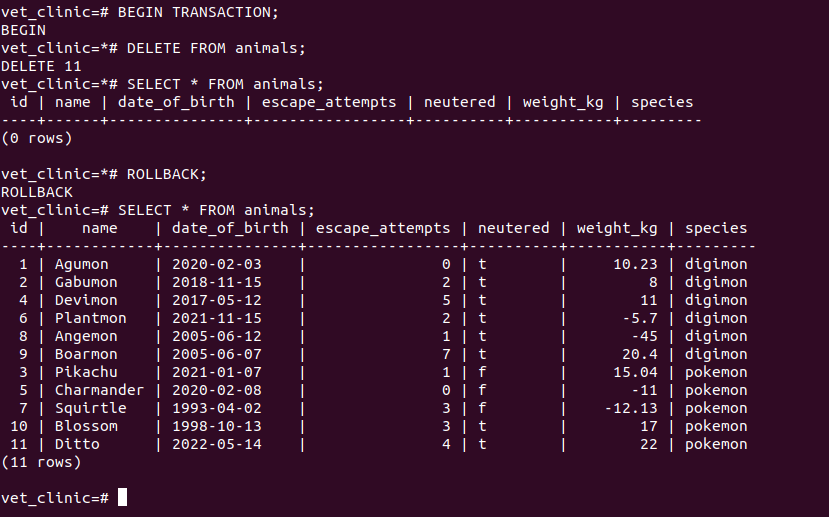 vet_clinic=# BEGIN TRANSACTION;
BEGIN
vet_clinic=*# DELETE FROM animals;
DELETE 11
vet_clinic=*# SELECT * FROM animals;
 id | name | date_of_birth | escape_attempts | neutered | weight_kg | species
----+------+---------------+-----------------+----------+-----------+---------
(0 rows)

vet_clinic=*# ROLLBACK;
ROLLBACK
vet_clinic=# SELECT * FROM animals;
 id |    name    | date_of_birth | escape_attempts | neutered | weight_kg | species
----+------------+---------------+-----------------+----------+-----------+---------
  1 | Agumon     | 2020-02-03    |               0 | t        |     10.23 | digimon
  2 | Gabumon    | 2018-11-15    |               2 | t        |         8 | digimon
  4 | Devimon    | 2017-05-12    |               5 | t        |        11 | digimon
  6 | Plantmon   | 2021-11-15    |               2 | t        |      -5.7 | digimon
  8 | Angemon    | 2005-06-12    |               1 | t        |       -45 | digimon
  9 | Boarmon    | 2005-06-07    |               7 | t        |      20.4 | digimon
  3 | Pikachu    | 2021-01-07    |               1 | f        |     15.04 | pokemon
  5 | Charmander | 2020-02-08    |               0 | f        |       -11 | pokemon
  7 | Squirtle   | 1993-04-02    |               3 | f        |    -12.13 | pokemon
 10 | Blossom    | 1998-10-13    |               3 | t        |        17 | pokemon
 11 | Ditto      | 2022-05-14    |               4 | t        |        22 | pokemon
(11 rows)

vet_clinic=#